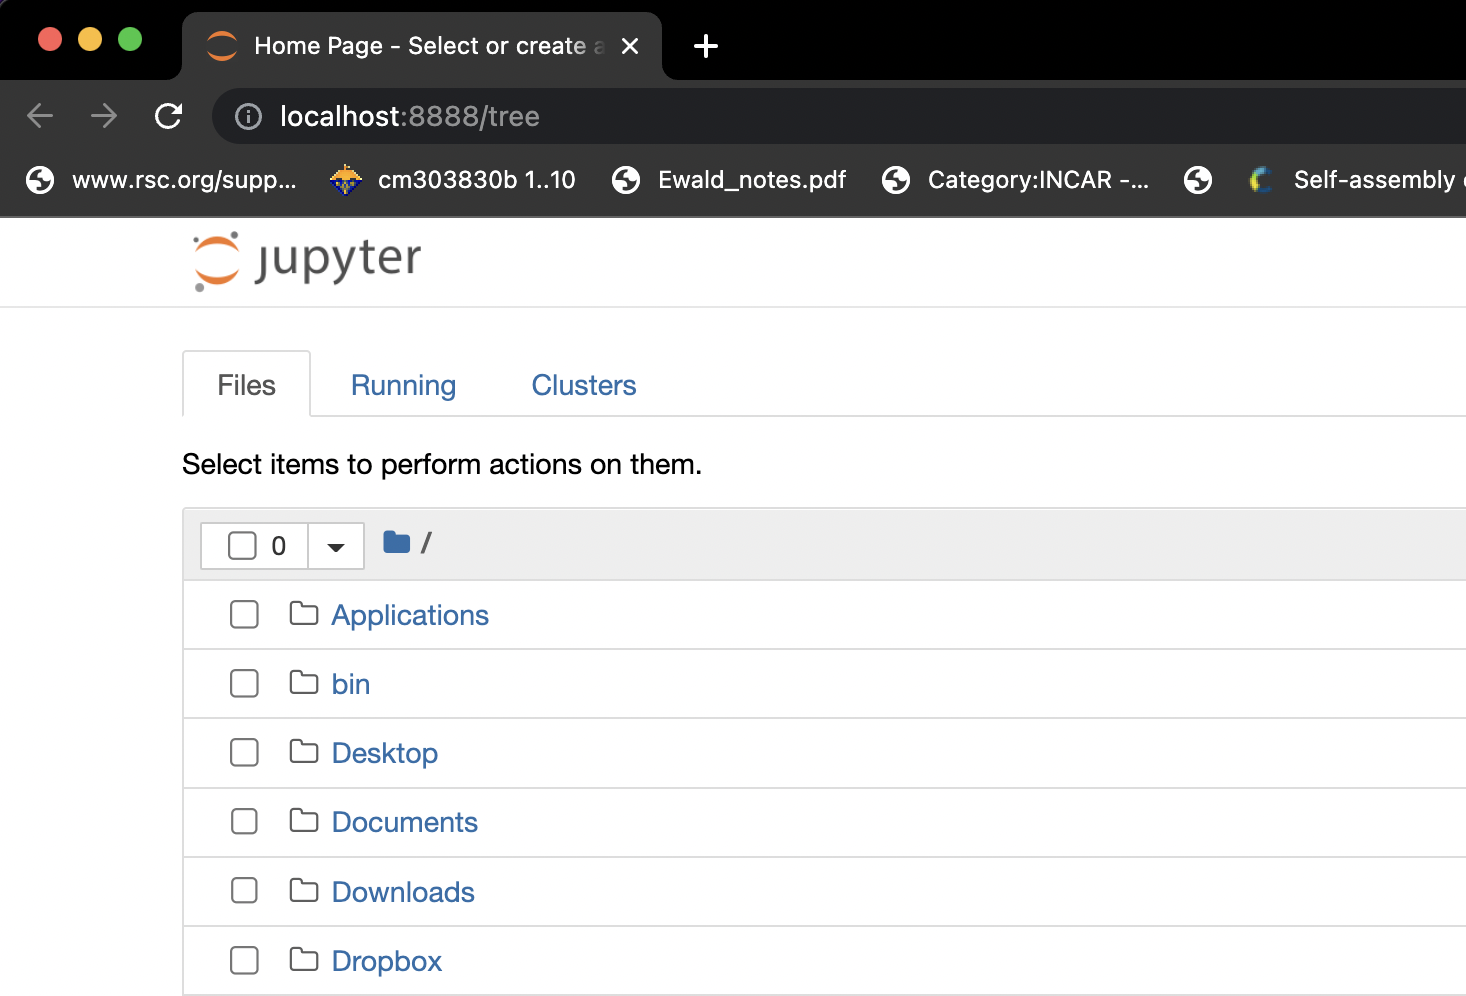 Home Page - Select or create a
localhost:8888/tree
www.rsc.org/supp... cm303830b 1..10 Ewald_notes.pdf Category:INCAR -... Self-assembly
jupyter
Files Running Clusters
Select items to perform actions on them.
0 /
Applications
bin
Desktop
Documents
Downloads
Dropbox